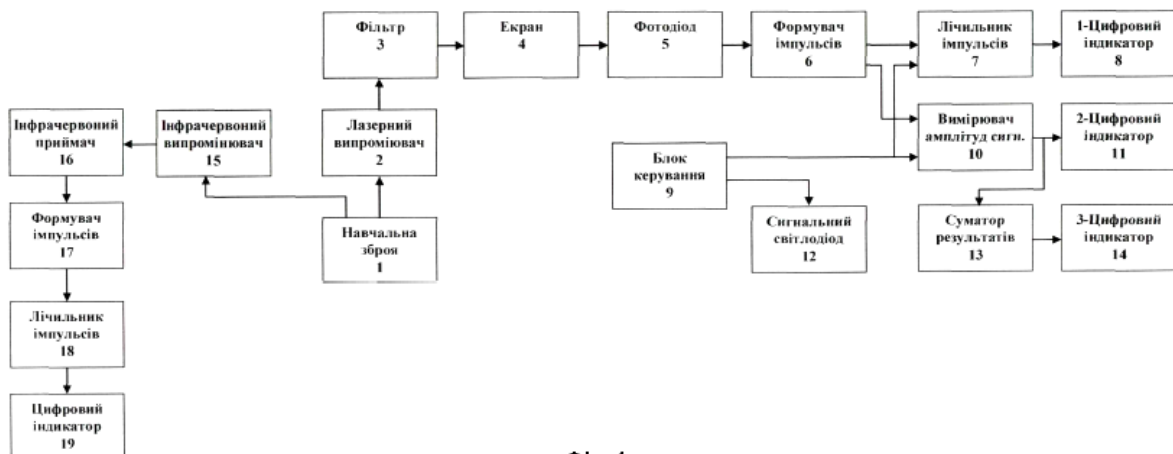 Фільтр
3
Екран
4
Фотодіод
5
Формувач
імпульсів
6
Лічильник
імпульсів
7
1-Цифровий
індикатор
8
Інфрачервоний
приймач
16
Інфрачервоний
випромінювач
15
Лазерний
випроміювач
2
Вимірювач
амплітуд сигн.
10
2-Цифровий
індикатор
11
Блок
керування
9
Формувач
імпульсів
17
Навчальна
зброя
1
Сигнальний
світлодіод
12
Суматор
результатів
13
3-Цифровий
індикатор
14
Лічильник
імпульсів
18
Цифровий
індикатор
19